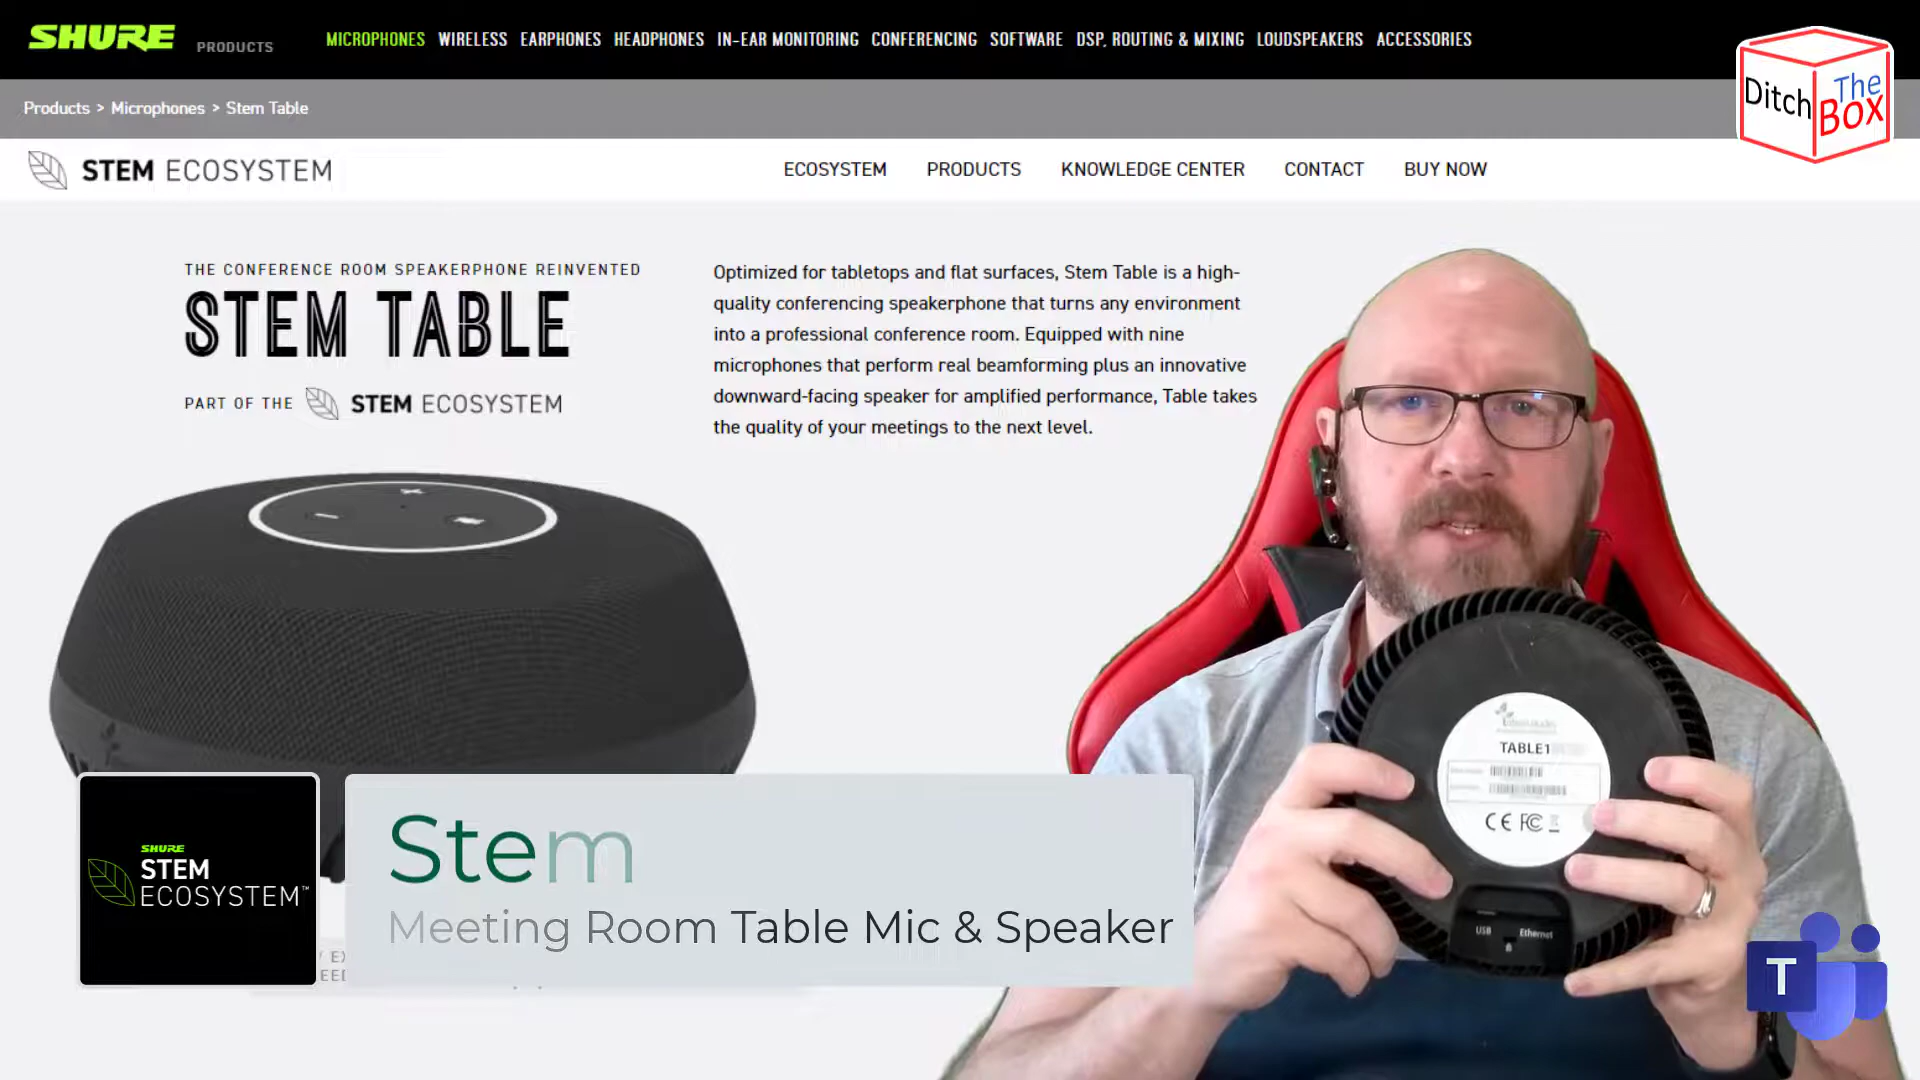 SHURE
PRODUCTS
MICROPHONES WIRELESS EARPHONES HEADPHONES IN-EAR MONITORING CONFERENCING SOFTWARE DSP, ROUTING & MIXING LOUDSPEAKERS ACCESSORIES
Ditch The BOX
Products > Microphones > Stem Table
STEM ECOSYSTEM
ECOSYSTEM PRODUCTS KNOWLEDGE CENTER CONTACT BUY NOW
THE CONFERENCE ROOM SPEAKERPHONE REINVENTED
STEM TABLE
PART OF THE STEM ECOSYSTEM
Optimized for tabletops and flat surfaces, Stem Table is a high-
quality conferencing speakerphone that turns any environment
into a professional conference room. Equipped with nine
microphones that perform real beamforming plus an innovative
downward-facing speaker for amplified performance, Table takes
the quality of your meetings to the next level.
TABLE1
CE FC
USB Ethernet
SHURE
STEM
ECOSYSTEM™
Stem
Meeting Room Table Mic & Speaker
T